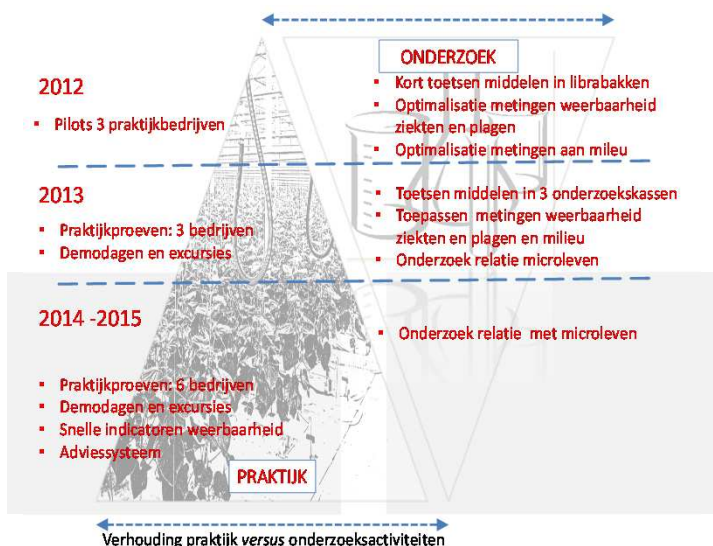 ONDERZOEK
2012
▪ Pilots 3 praktijkbedrijven
▪ Kort toetsen middelen in librabakken
▪ Optimalisatie metingen weerbaarheid
ziekten en plagen
▪ Optimalisatie metingen aan mileu
2013
▪ Praktijkproeven: 3 bedrijven
▪ Demodagen en excursies
▪ Toetsen middelen in 3 onderzoekskassen
▪ Toepassen metingen weerbaarheid
ziekten en plagen en milieu
▪ Onderzoek relatie microleven
2014 -2015
▪ Onderzoek relatie met microleven
▪ Praktijkproeven: 6 bedrijven
▪ Demodagen en excursies
▪ Snelle indicatoren weerbaarheid
▪ Adviessysteem
PRAKTIJK
Verhouding praktijk versus onderzoeksactiviteiten